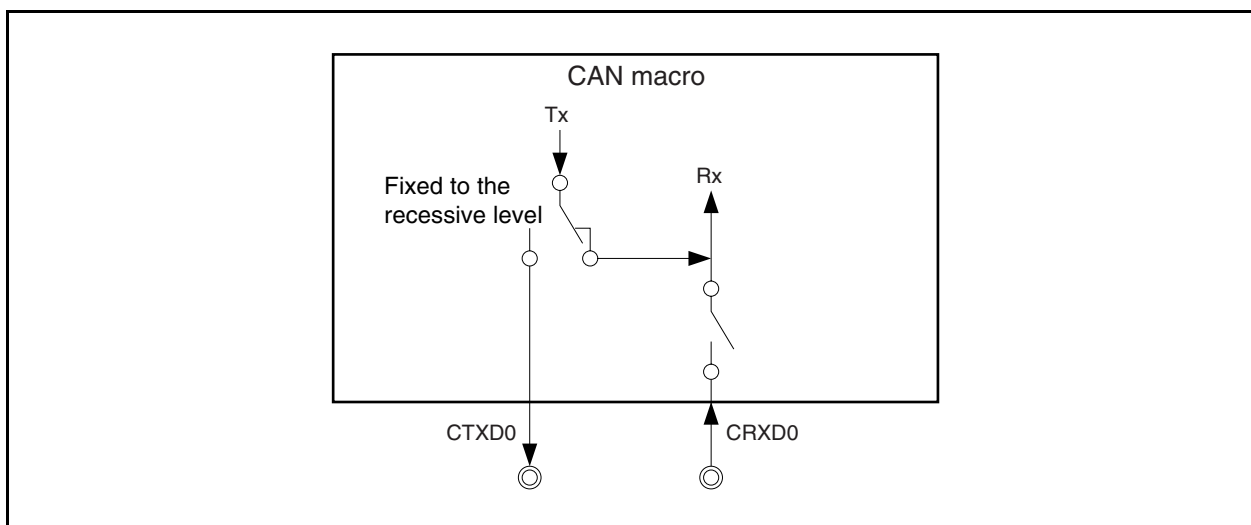 CAN macro
Tx
Rx
Fixed to the
recessive level
CTXD0
CRXD0